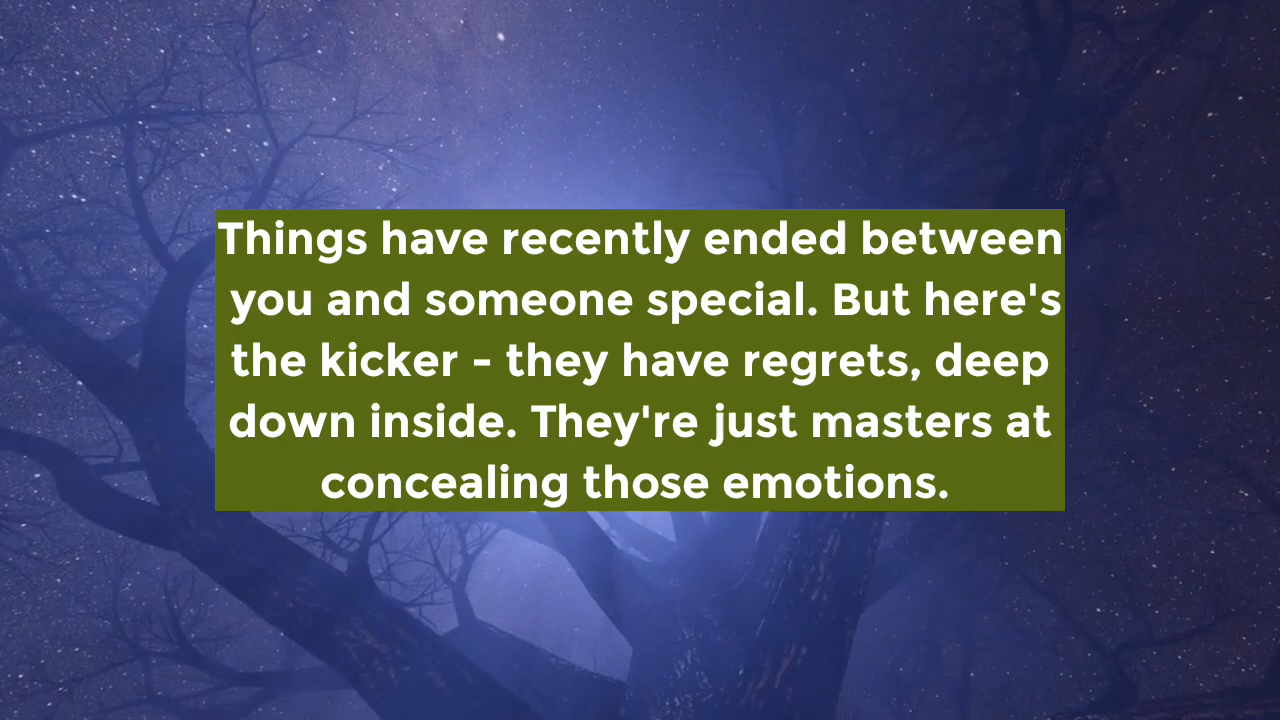 Things have recently ended between
you and someone special. But here's
the kicker - they have regrets, deep
down inside. They're just masters at
concealing those emotions.